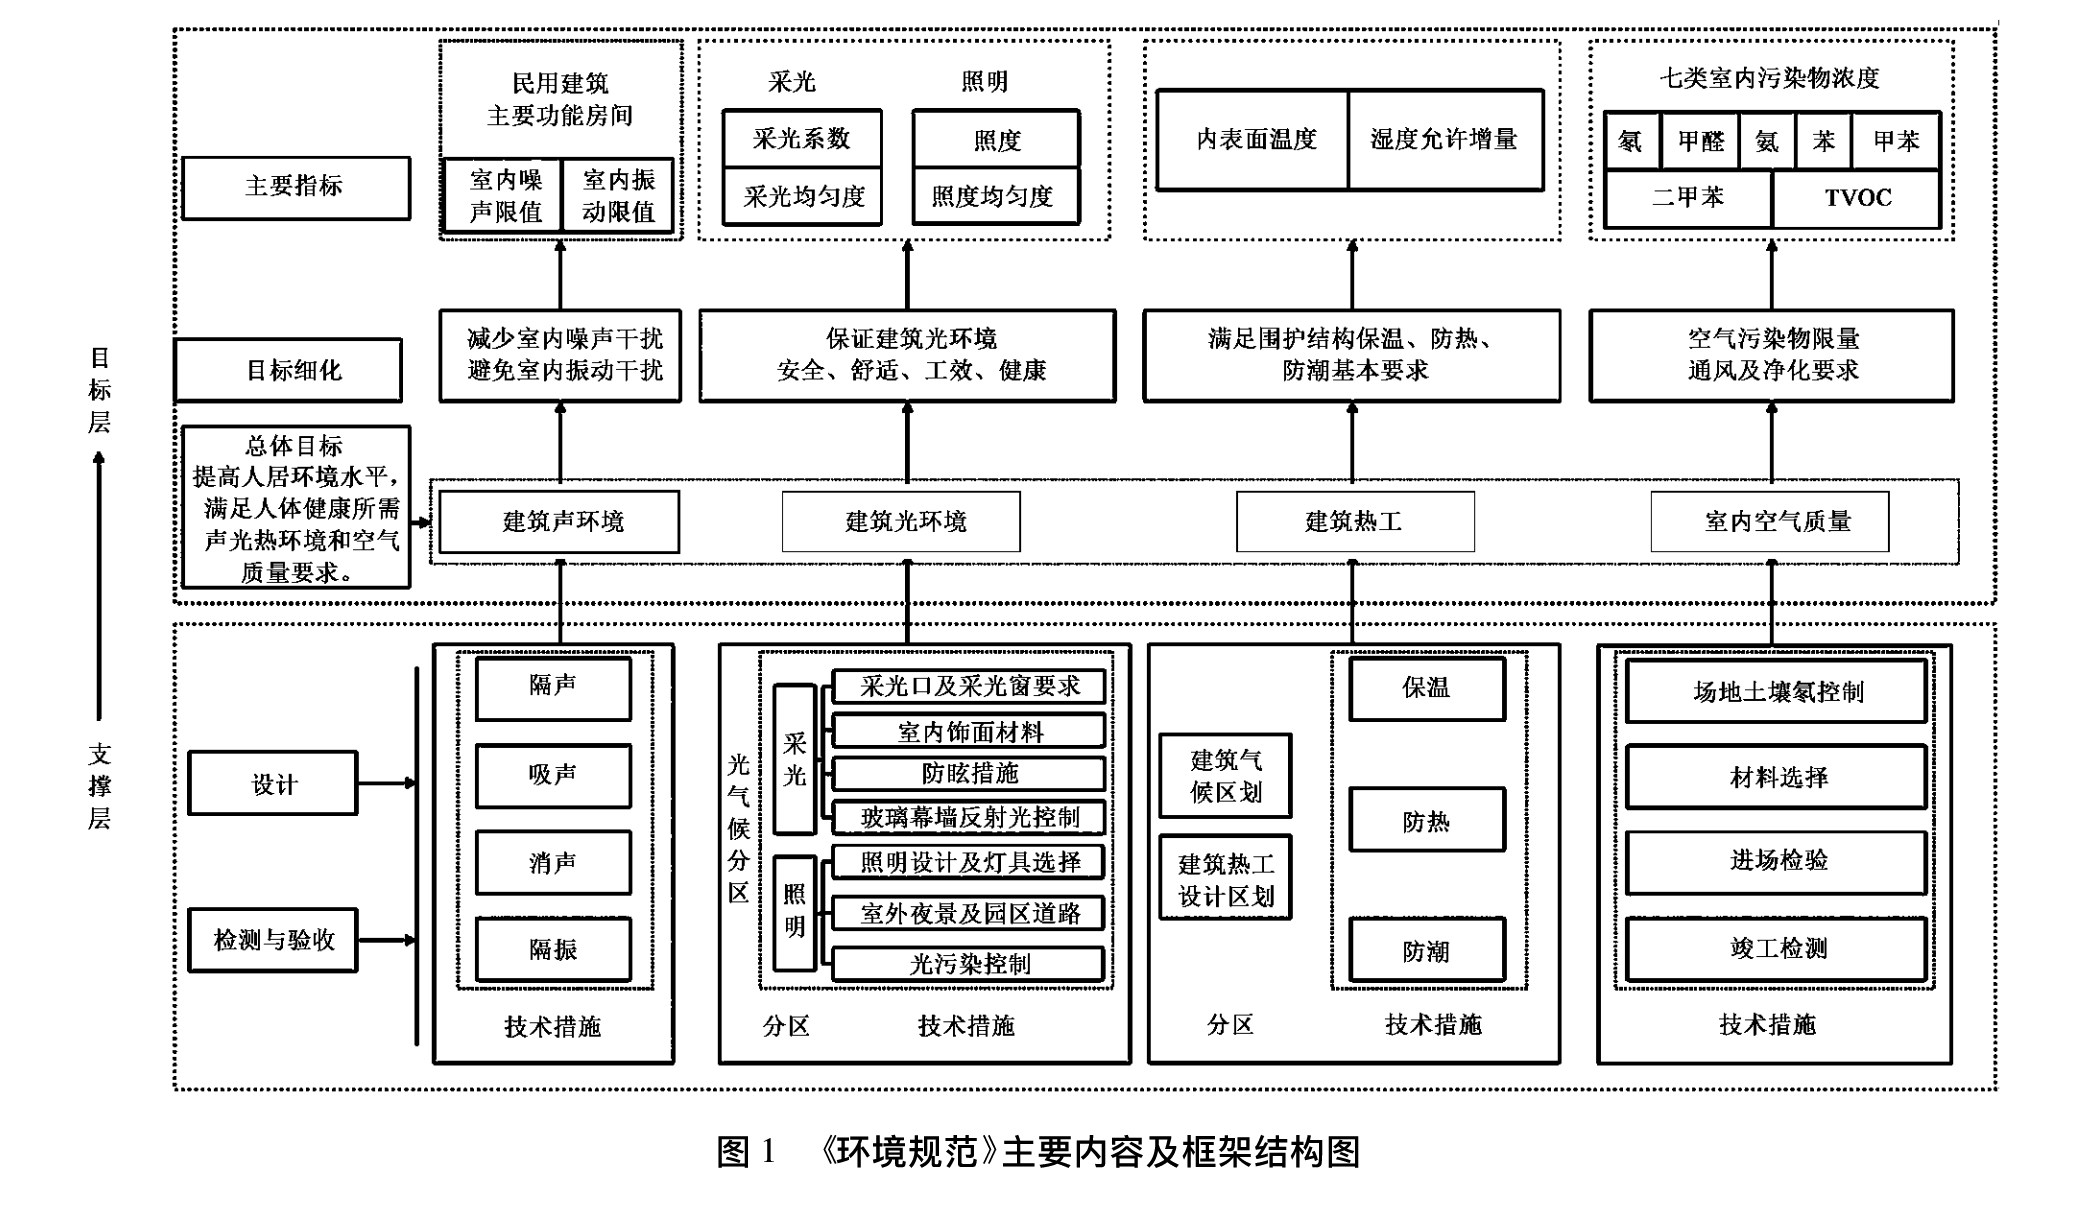 民用建筑
主要功能房间
室内噪
声限值
室内振
动限值
采光
采光系数
采光均匀度
照明
照度
照度均匀度
内表面温度
湿度允许增量
七类室内污染物浓度
氡
甲醛
氨
苯
甲苯
二甲苯
TVOC
主要指标
目标细化
减少室内噪声干扰
避免室内振动干扰
保证建筑光环境
安全、舒适、工效、健康
满足围护结构保温、防热、
防潮基本要求
空气污染物限量
通风及净化要求
目标层
总体目标
提高人居环境水平，
满足人体健康所需
声光热环境和空气
质量要求。
建筑声环境
建筑光环境
建筑热工
室内空气质量
支撑层
设计
检测与验收
隔声
吸声
消声
隔振
技术措施
光气候分区
采光
采光口及采光窗要求
室内饰面材料
防眩措施
玻璃幕墙反射光控制
照明
照明设计及灯具选择
室外夜景及园区道路
光污染控制
分区
技术措施
建筑气
候区划
建筑热工
设计区划
保温
防热
防潮
分区
技术措施
场地土壤氡控制
材料选择
进场检验
竣工检测
技术措施
图 1 《环境规范》主要内容及框架结构图